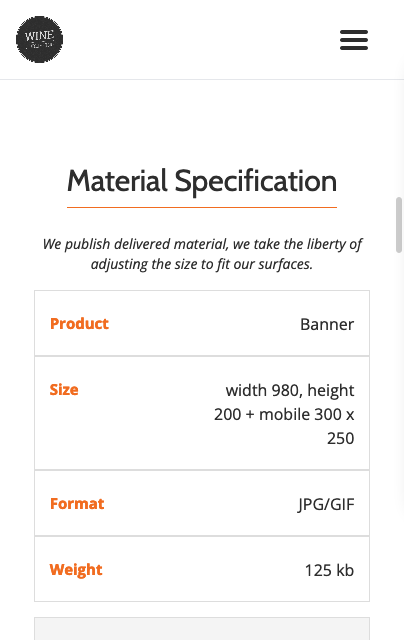 WINE
Material Specification
We publish delivered material, we take the liberty of
adjusting the size to fit our surfaces.
Product
Banner
Size
width 980, height
200 + mobile 300 x
250
Format
JPG/GIF
Weight
125 kb